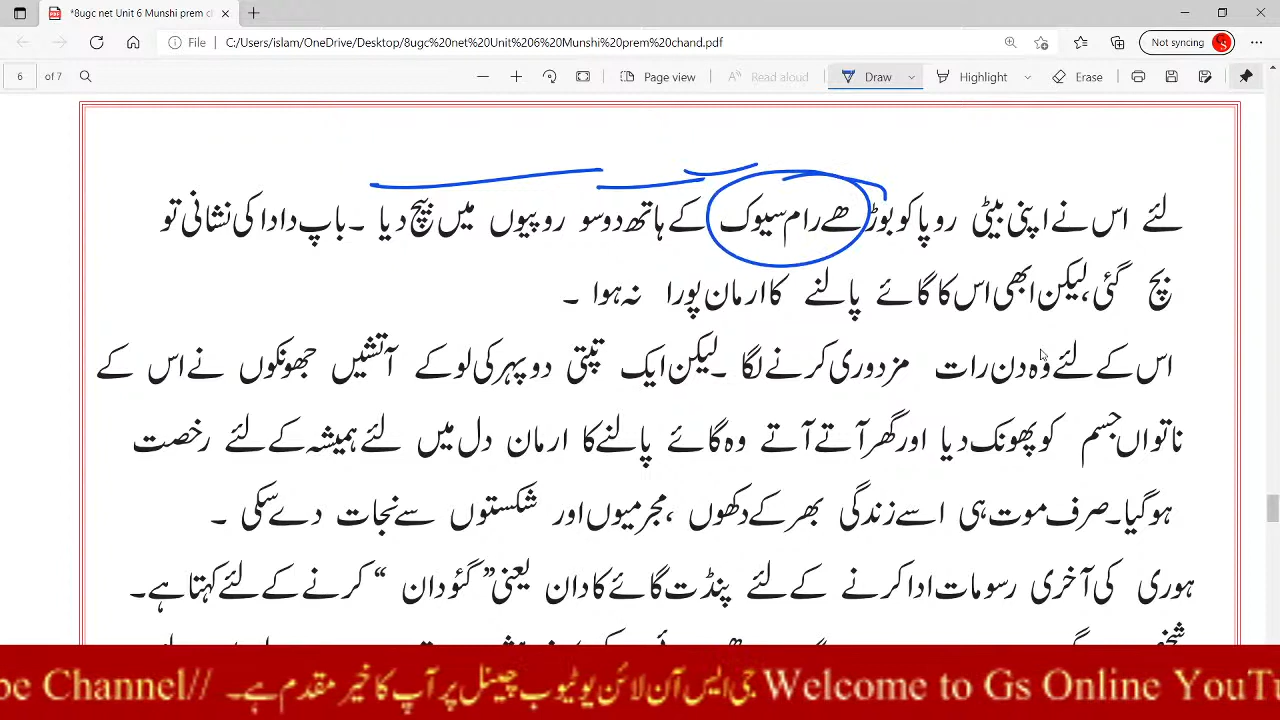 *8ugc net Unit 6 Munshi prem ch
File
C:/Users/islam/OneDrive/Desktop/8ugc%20net%20Unit%2006%20Munshi%20prem%20chand.pdf
Not syncing
6 of 7
Page view
Read aloud
Draw
Highlight
Erase
لئے اس نے اپنی بیٹی روپا کو بوڑھے رام سیوک کے ہاتھ دوسو روپیوں میں بیچ دیا ۔ باپ دادا کی نشانی تو
بچ گئی، لیکن ابھی اس کا گائے پالنے کا ارمان پورا نہ ہوا ۔
اس کے لئے وہ دن رات مزدوری کرنے لگا ۔ لیکن ایک تپتی دوپہر کی لو کے آتشیں جھونکوں نے اس کے
ناتواں جسم کو پھونک دیا اور گھر آتے آتے وہ گائے پالنے کا ارمان دل میں لئے ہمیشہ کے لئے رخصت
ہو گیا۔ صرف موت ہی اسے زندگی بھر کے دکھوں ، مجرمیوں اور شکستوں سے نجات دے سکی ۔
ہوری کی آخری رسومات ادا کرنے کے لئے پنڈت گائے کا دان یعنی ”گئو دان “ کرنے کے لئے کہتا ہے۔
be Channel// جی ایس آن لائن یوٹیوب چینل پر آپ کا خیر مقدم ہے۔ Welcome to Gs Online YouTu